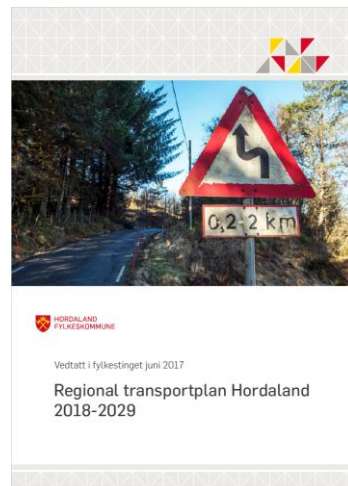 0,2-2 km
HORDALAND
FYLKESKOMMUNE
Vedtatt i fylkestinget juni 2017
Regional transportplan Hordaland
2018-2029